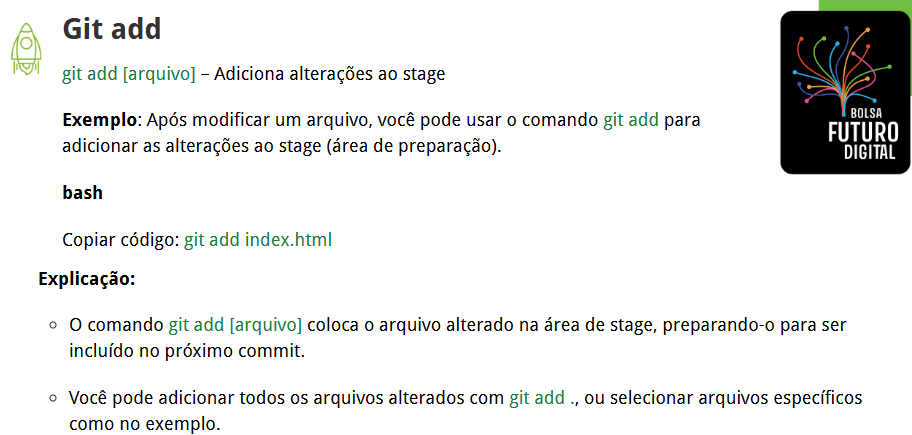 Git add
git add [arquivo] – Adiciona alterações ao stage
Exemplo: Após modificar um arquivo, você pode usar o comando git add para
adicionar as alterações ao stage (área de preparação).
bash
Copiar código: git add index.html
Explicação:
O comando git add [arquivo] coloca o arquivo alterado na área de stage, preparando-o para ser
incluído no próximo commit.
Você pode adicionar todos os arquivos alterados com git add ., ou selecionar arquivos específicos
como no exemplo.
BOLSA
FUTURO
DIGITAL